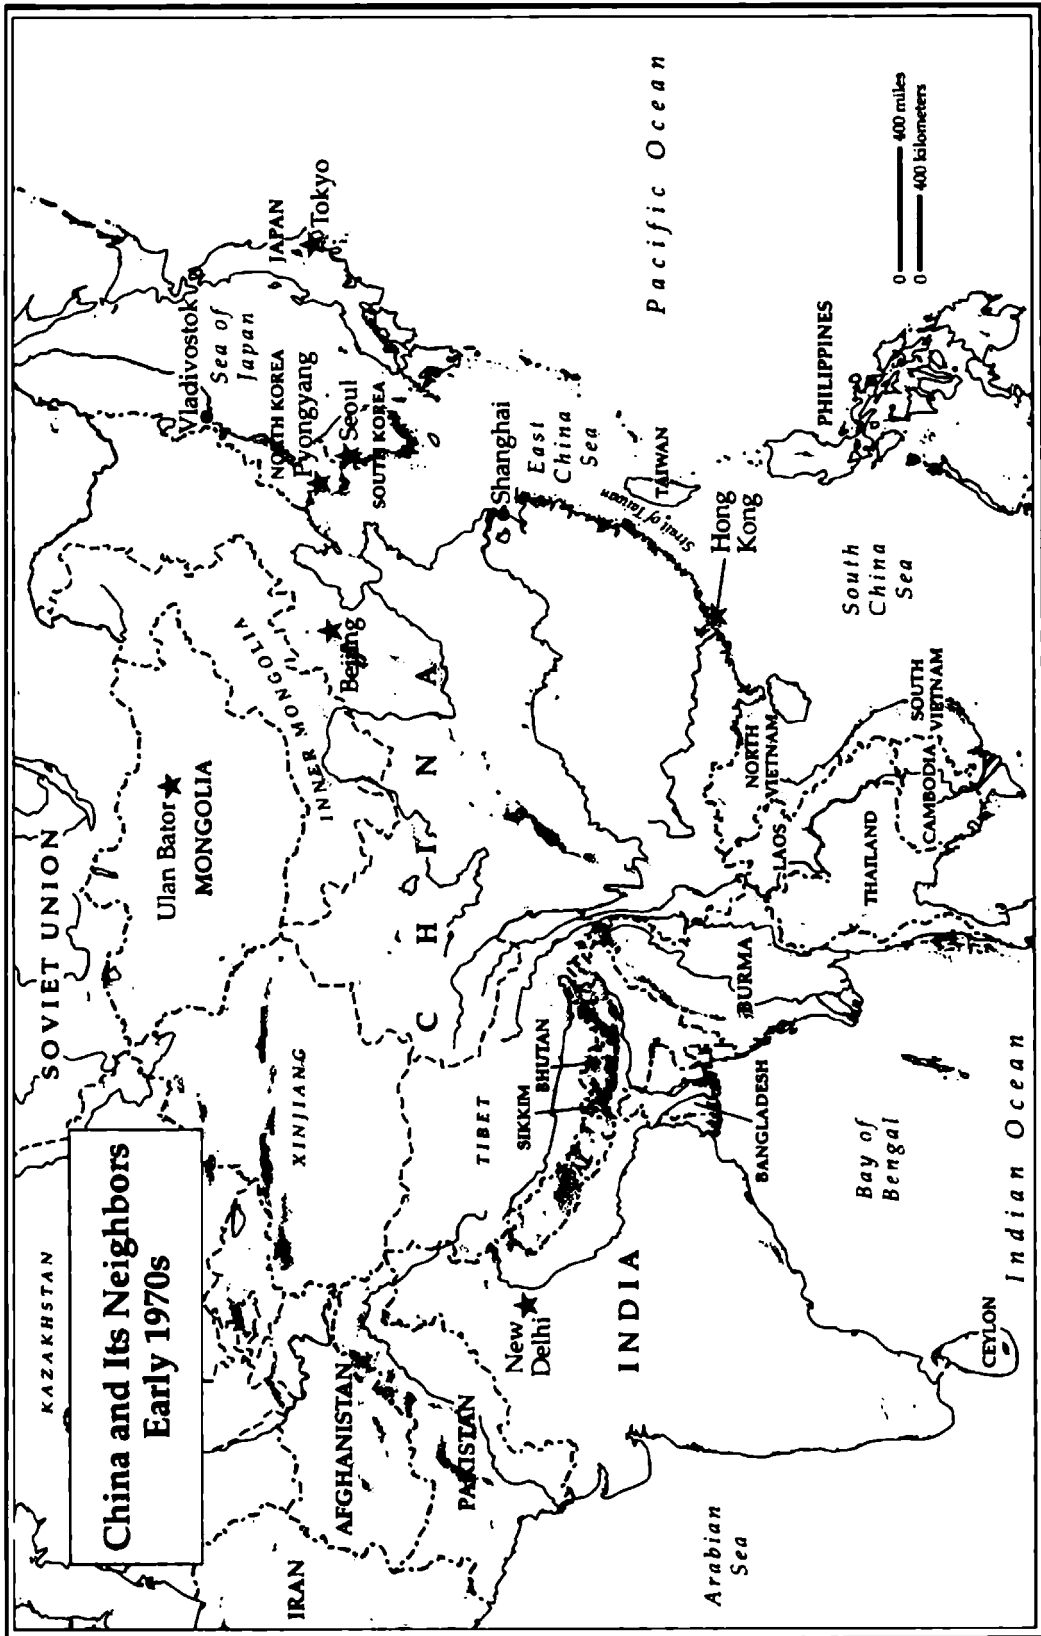 China and Its Neighbors
Early 1970s
KAZAKHSTAN
SOVIET UNION
Ulan Bator
MONGOLIA
INNER MONGOLIA
XINJIANG
Vladivostok
Sea of
Japan
JAPAN
Tokyo
NORTH KOREA
Pyongyang
Seoul
SOUTH KOREA
Beijing
CHINA
IRAN
AFGHANISTAN
PAKISTAN
TIBET
New
Delhi
INDIA
SIKKIM
BHUTAN
BANGLADESH
BURMA
Shanghai
East
China
Sea
Strait of Taiwan
TAIWAN
Hong
Kong
Pacific Ocean
NORTH
VIETNAM
LAOS
THAILAND
CAMBODIA
SOUTH
VIETNAM
South
China
Sea
PHILIPPINES
Arabian
Sea
Bay of
Bengal
CEYLON
Indian Ocean
0 400 miles
0 400 kilometers